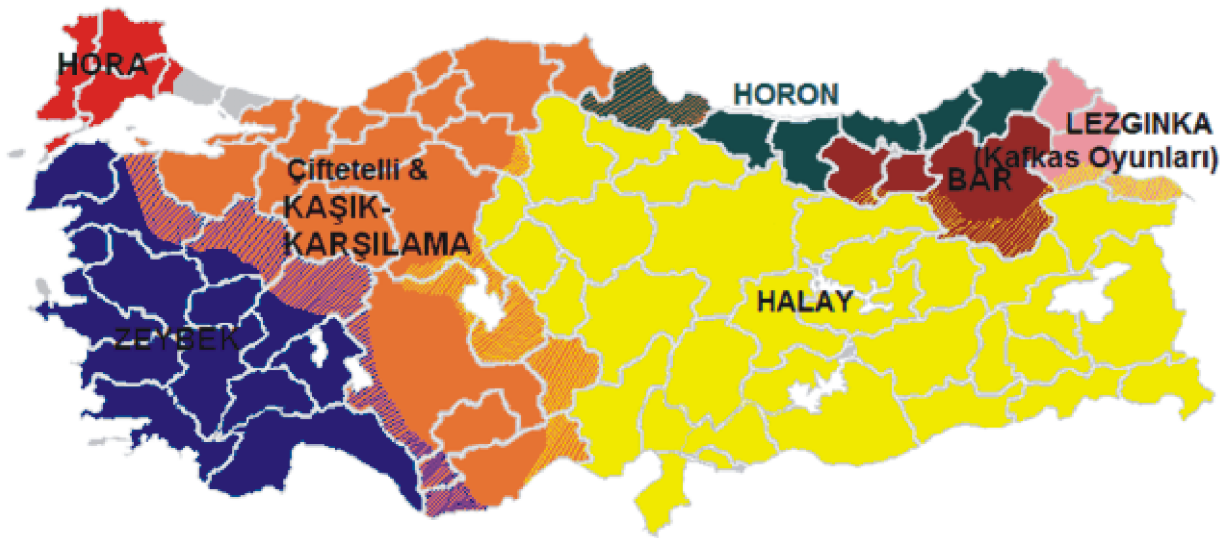 HORA
HORON
LEZGINKA
(Kafkas Oyunları)
BAR
Çiftetelli &
KAŞIK-
KARŞILAMA
HALAY
ZEYBEK